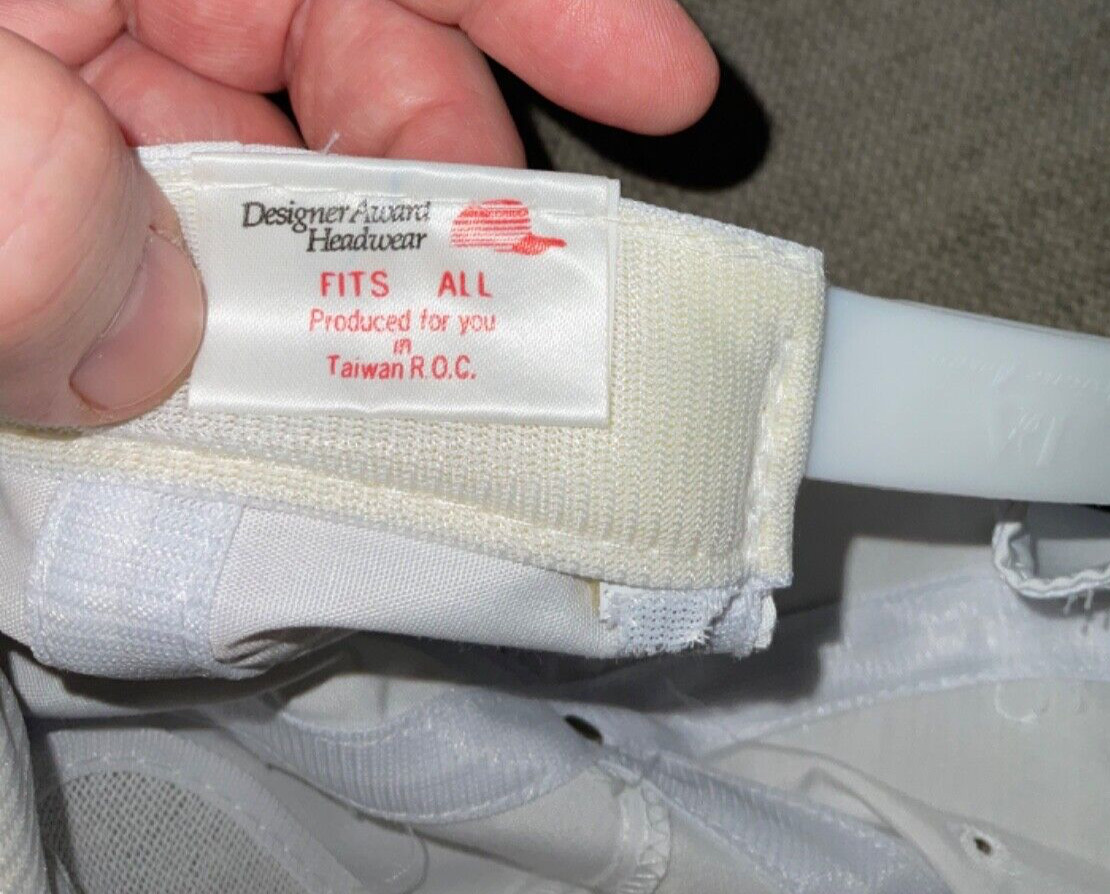 Designer Award
Headwear
FITS ALL
Produced for you
in
Taiwan R.O.C.